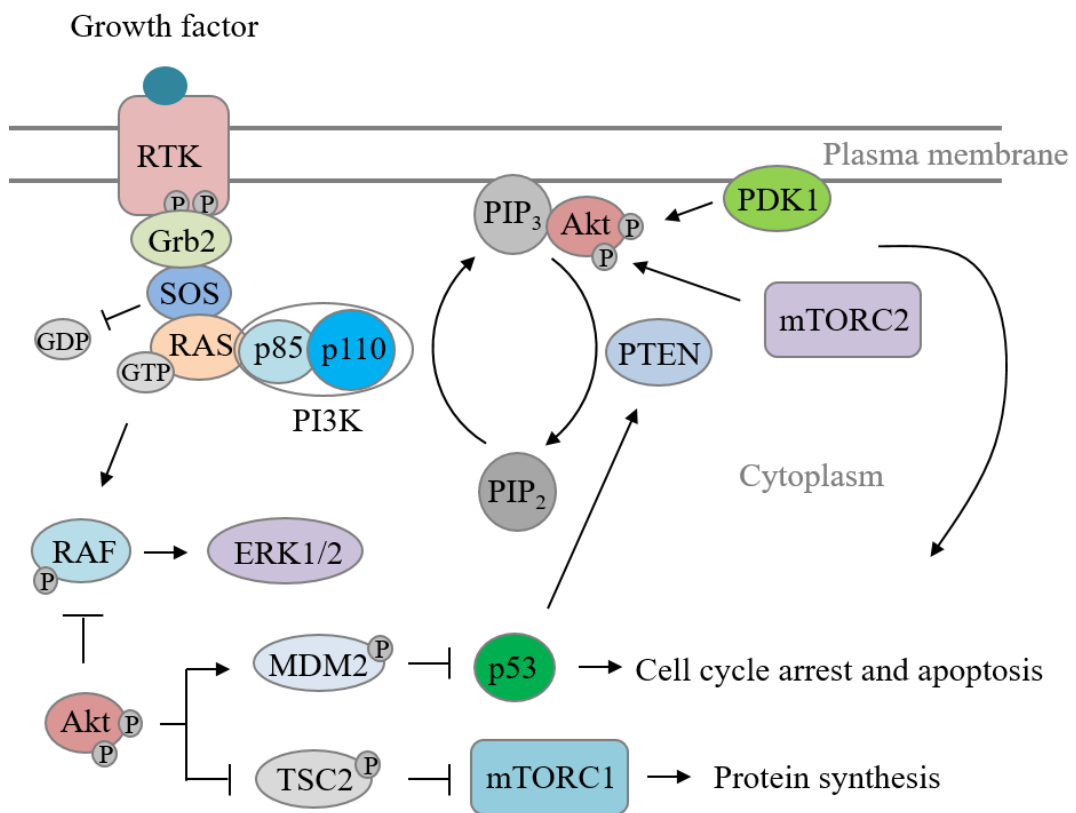 Growth factor
RTK
Plasma membrane
P P
PIP3 Akt P
P
PDK1
Grb2
SOS
mTORC2
GDP
RAS p85 p110
GTP
PTEN
PI3K
Cytoplasm
PIP2
RAF
P
ERK1/2
MDM2 P
p53
Cell cycle arrest and apoptosis
Akt P
P
TSC2 P
mTORC1
Protein synthesis